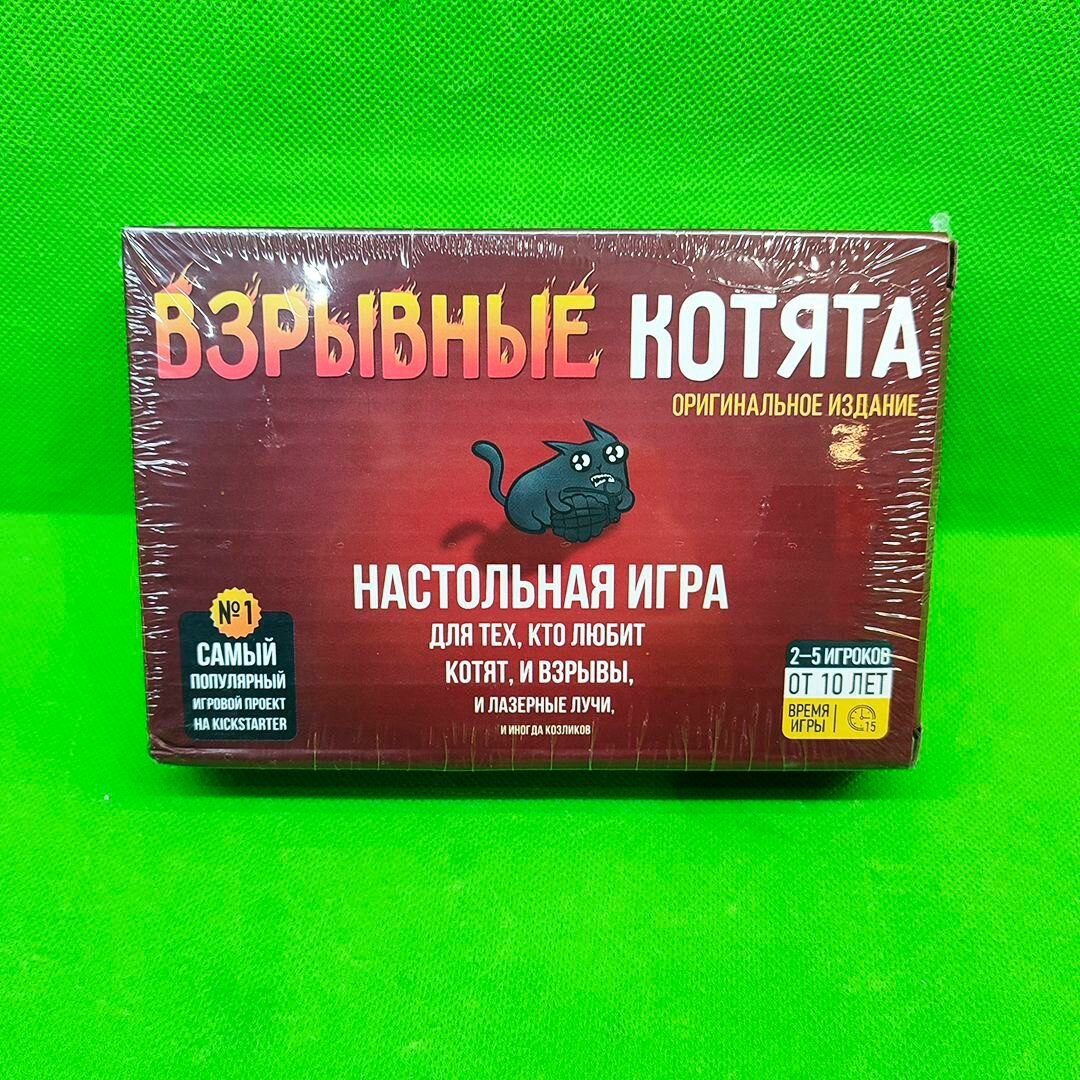 ВЗРЫВНЫЕ КОТЯТА
ОРИГИНАЛЬНОЕ ИЗДАНИЕ
НАСТОЛЬНАЯ ИГРА
ДЛЯ ТЕХ, КТО ЛЮБИТ
КОТЯТ, И ВЗРЫВЫ,
И ЛАЗЕРНЫЕ ЛУЧИ,
И ИНОГДА КОЗЛИКОВ
№1
САМЫЙ
ПОПУЛЯРНЫЙ
ИГРОВОЙ ПРОЕКТ
НА KICKSTARTER
2–5 ИГРОКОВ
ОТ 10 ЛЕТ
ВРЕМЯ
ИГРЫ
15